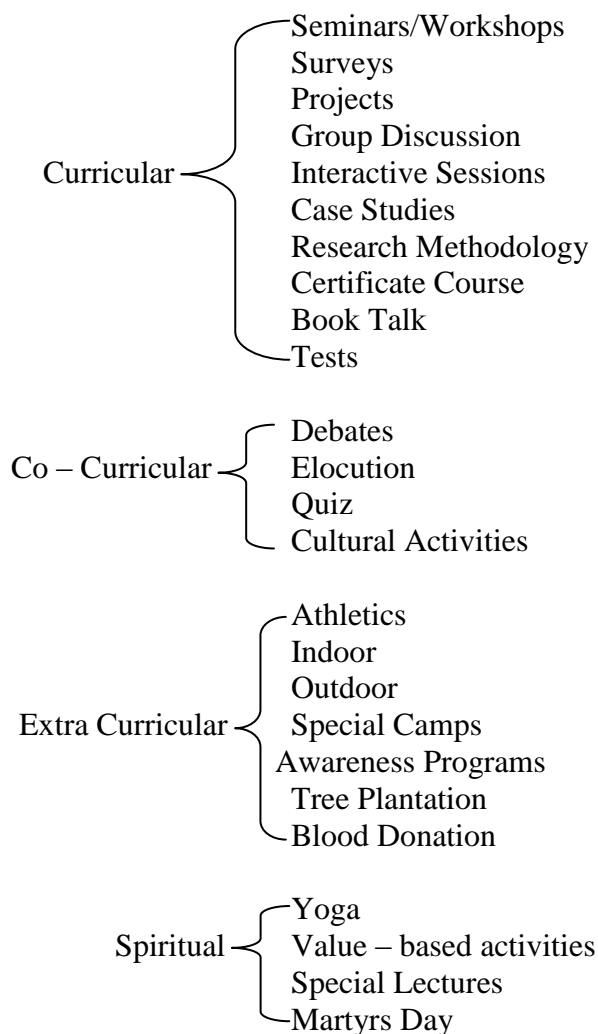 Seminars/Workshops
Surveys
Projects
Group Discussion
Curricular
Interactive Sessions
Case Studies
Research Methodology
Certificate Course
Book Talk
Tests
Debates
Co – Curricular
Elocution
Quiz
Cultural Activities
Athletics
Indoor
Outdoor
Extra Curricular
Special Camps
Awareness Programs
Tree Plantation
Blood Donation
Yoga
Spiritual
Value – based activities
Special Lectures
Martyrs Day